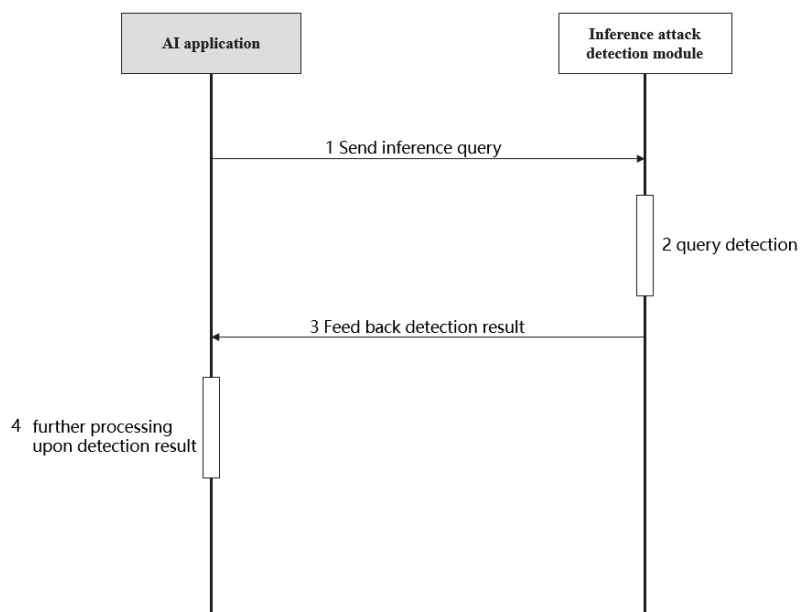 AI application
Inference attack
detection module
1 Send inference query
2 query detection
3 Feed back detection result
4 further processing
upon detection result